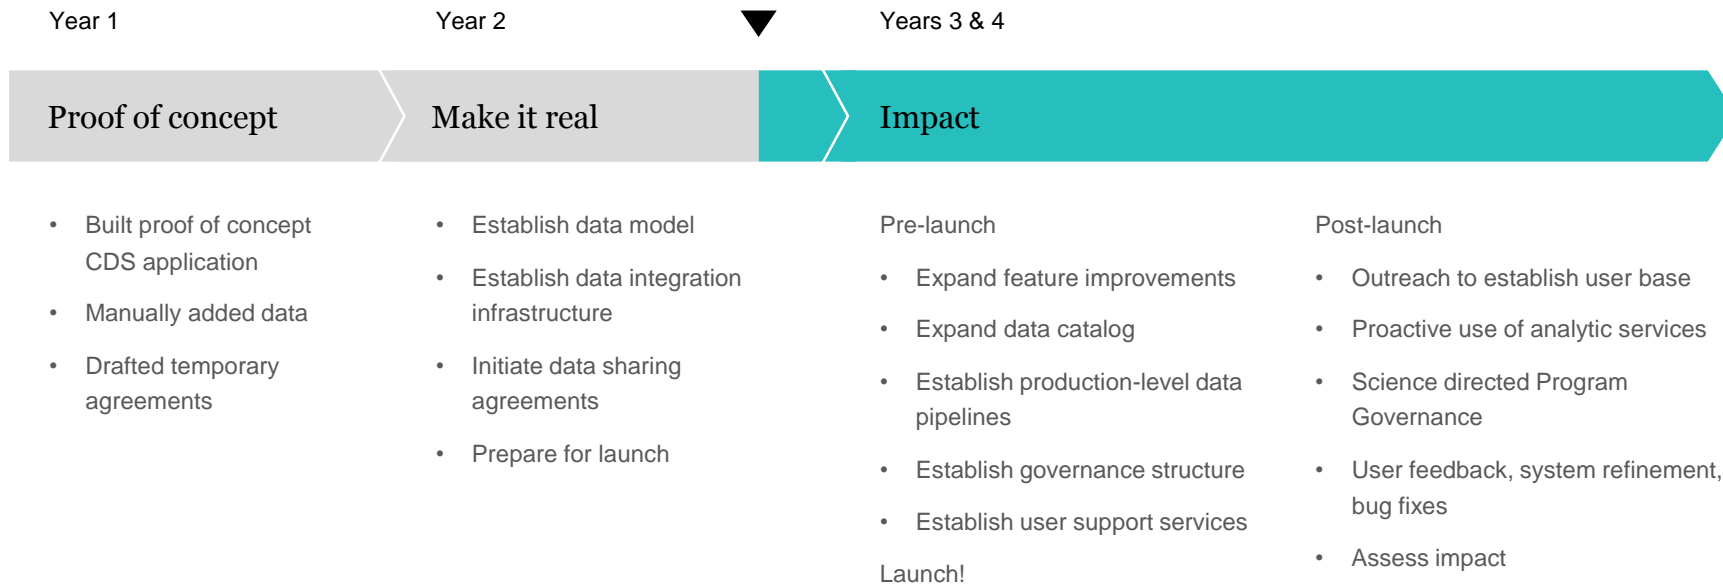 Year 1
Year 2
Years 3 & 4
Proof of concept
Make it real
Impact
• Built proof of concept
CDS application
• Manually added data
• Drafted temporary
agreements
• Establish data model
• Establish data integration
infrastructure
• Initiate data sharing
agreements
• Prepare for launch
Pre-launch
• Expand feature improvements
• Expand data catalog
• Establish production-level data
pipelines
• Establish governance structure
• Establish user support services
Launch!
Post-launch
• Outreach to establish user base
• Proactive use of analytic services
• Science directed Program
Governance
• User feedback, system refinement,
bug fixes
• Assess impact